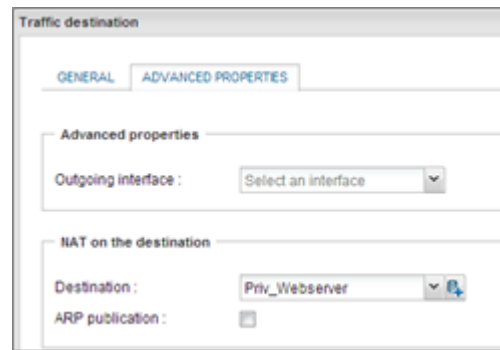 Traffic destination
GENERAL ADVANCED PROPERTIES
Advanced properties
Outgoing interface : Select an interface
NAT on the destination
Destination : Priv_Webserver
ARP publication :